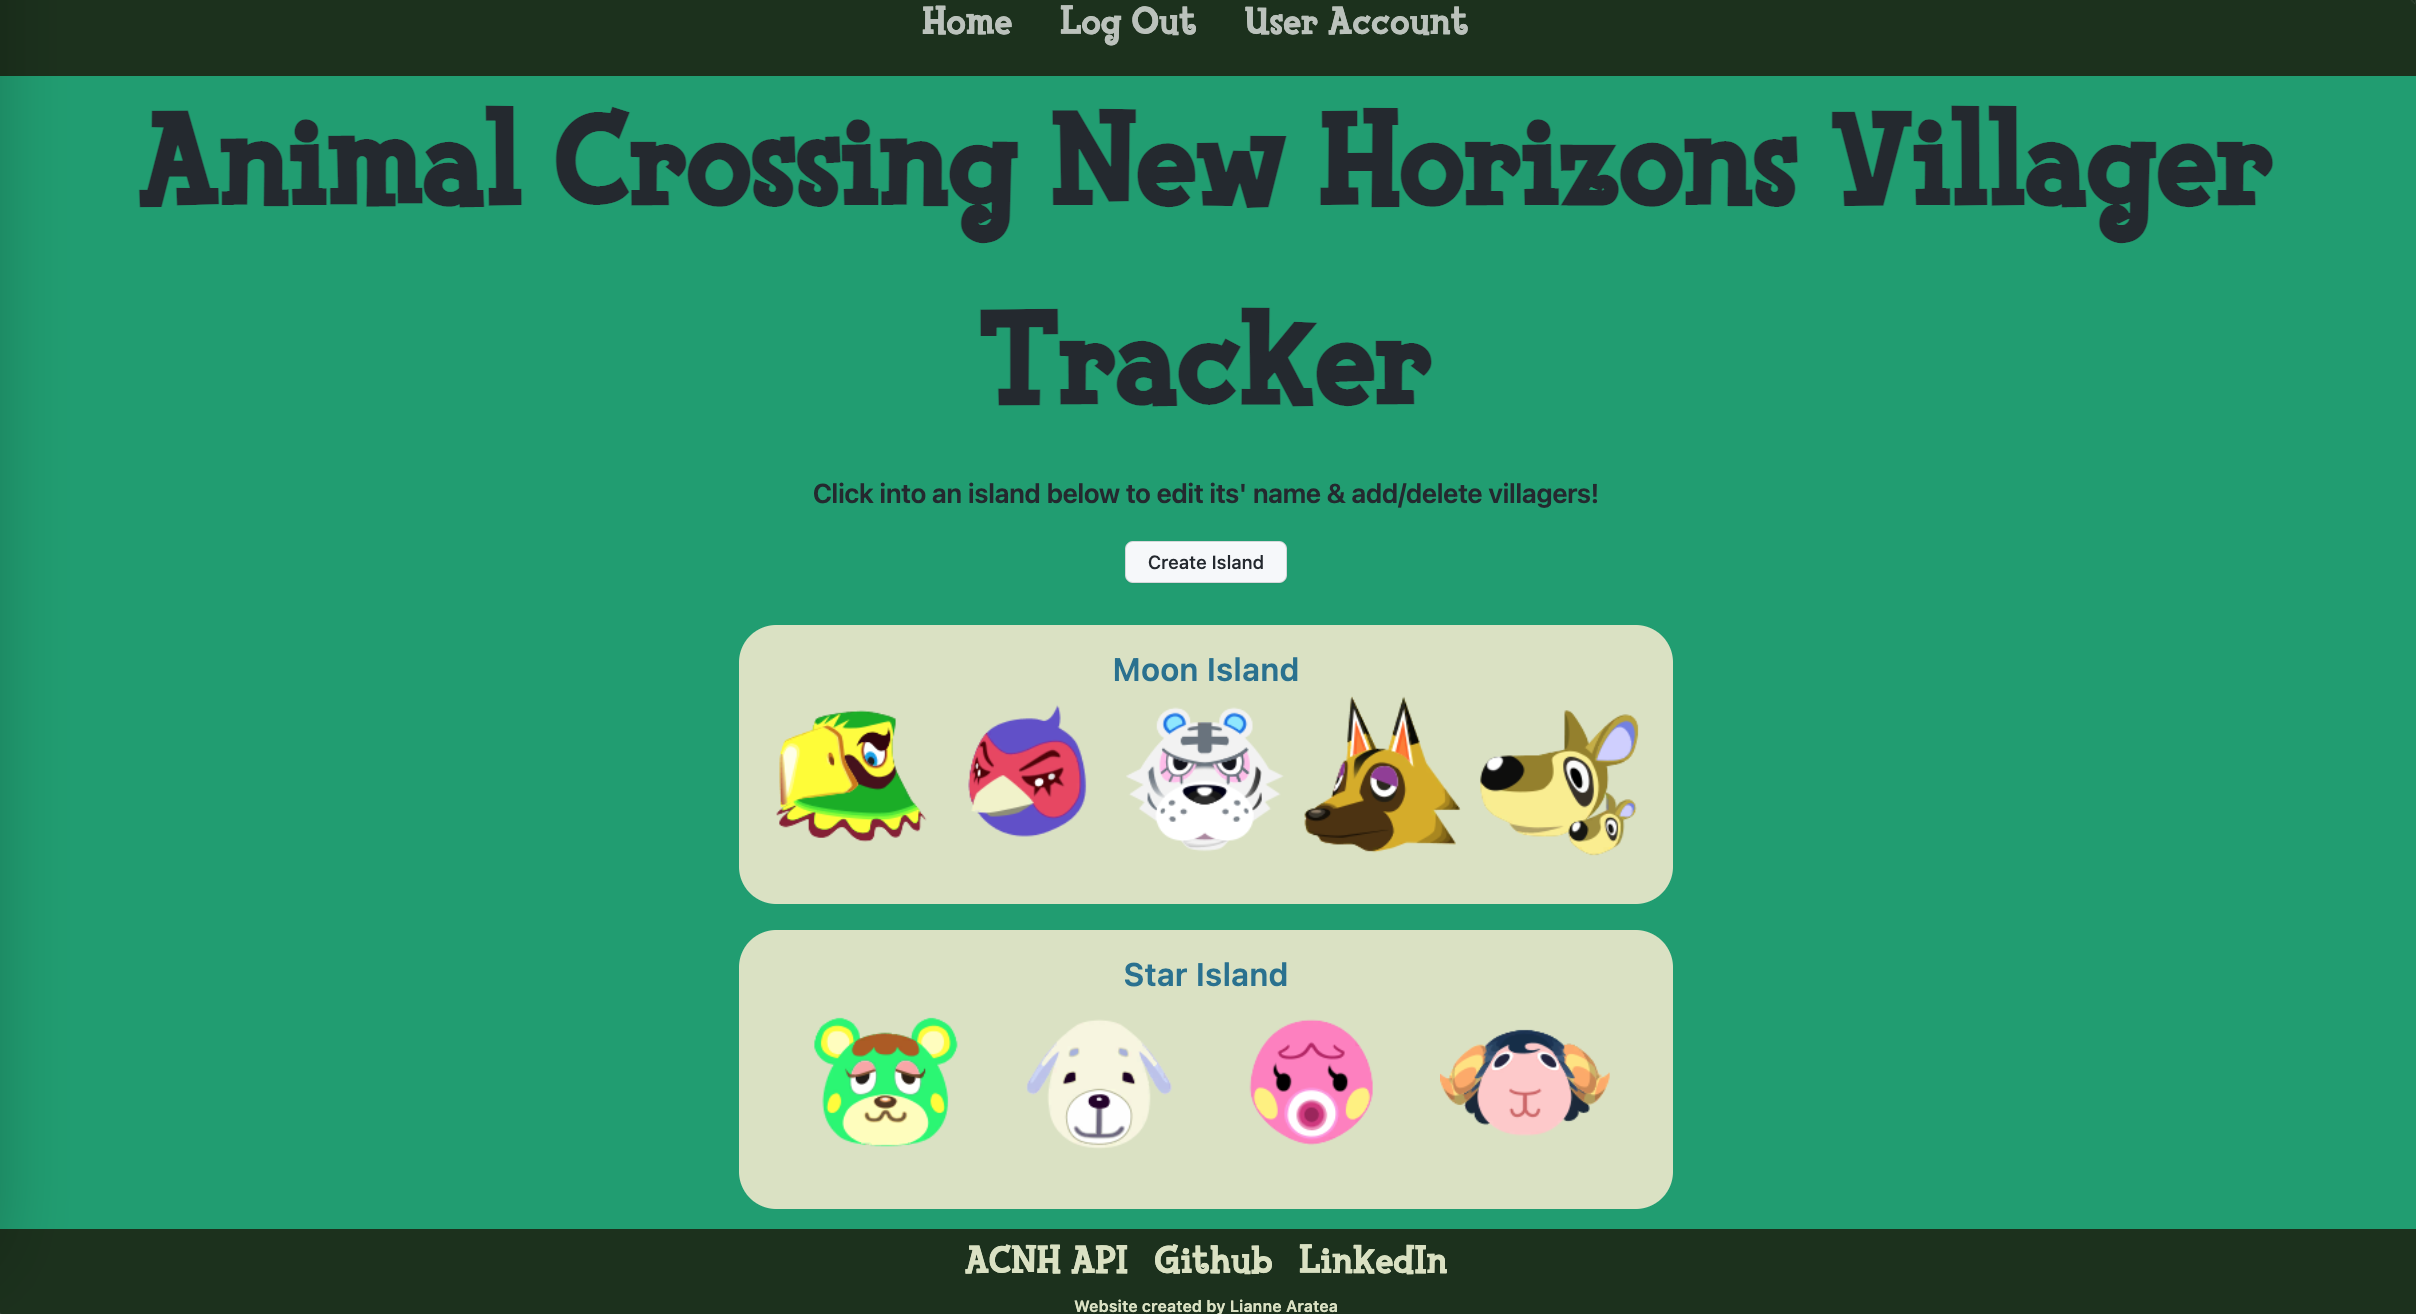 Home Log Out User Account
Animal Crossing New Horizons Villager
Tracker
Click into an island below to edit its' name & add/delete villagers!
Create Island
Moon Island
Star Island
ACNH API Github LinkedIn
Website created by Lianne Aratea